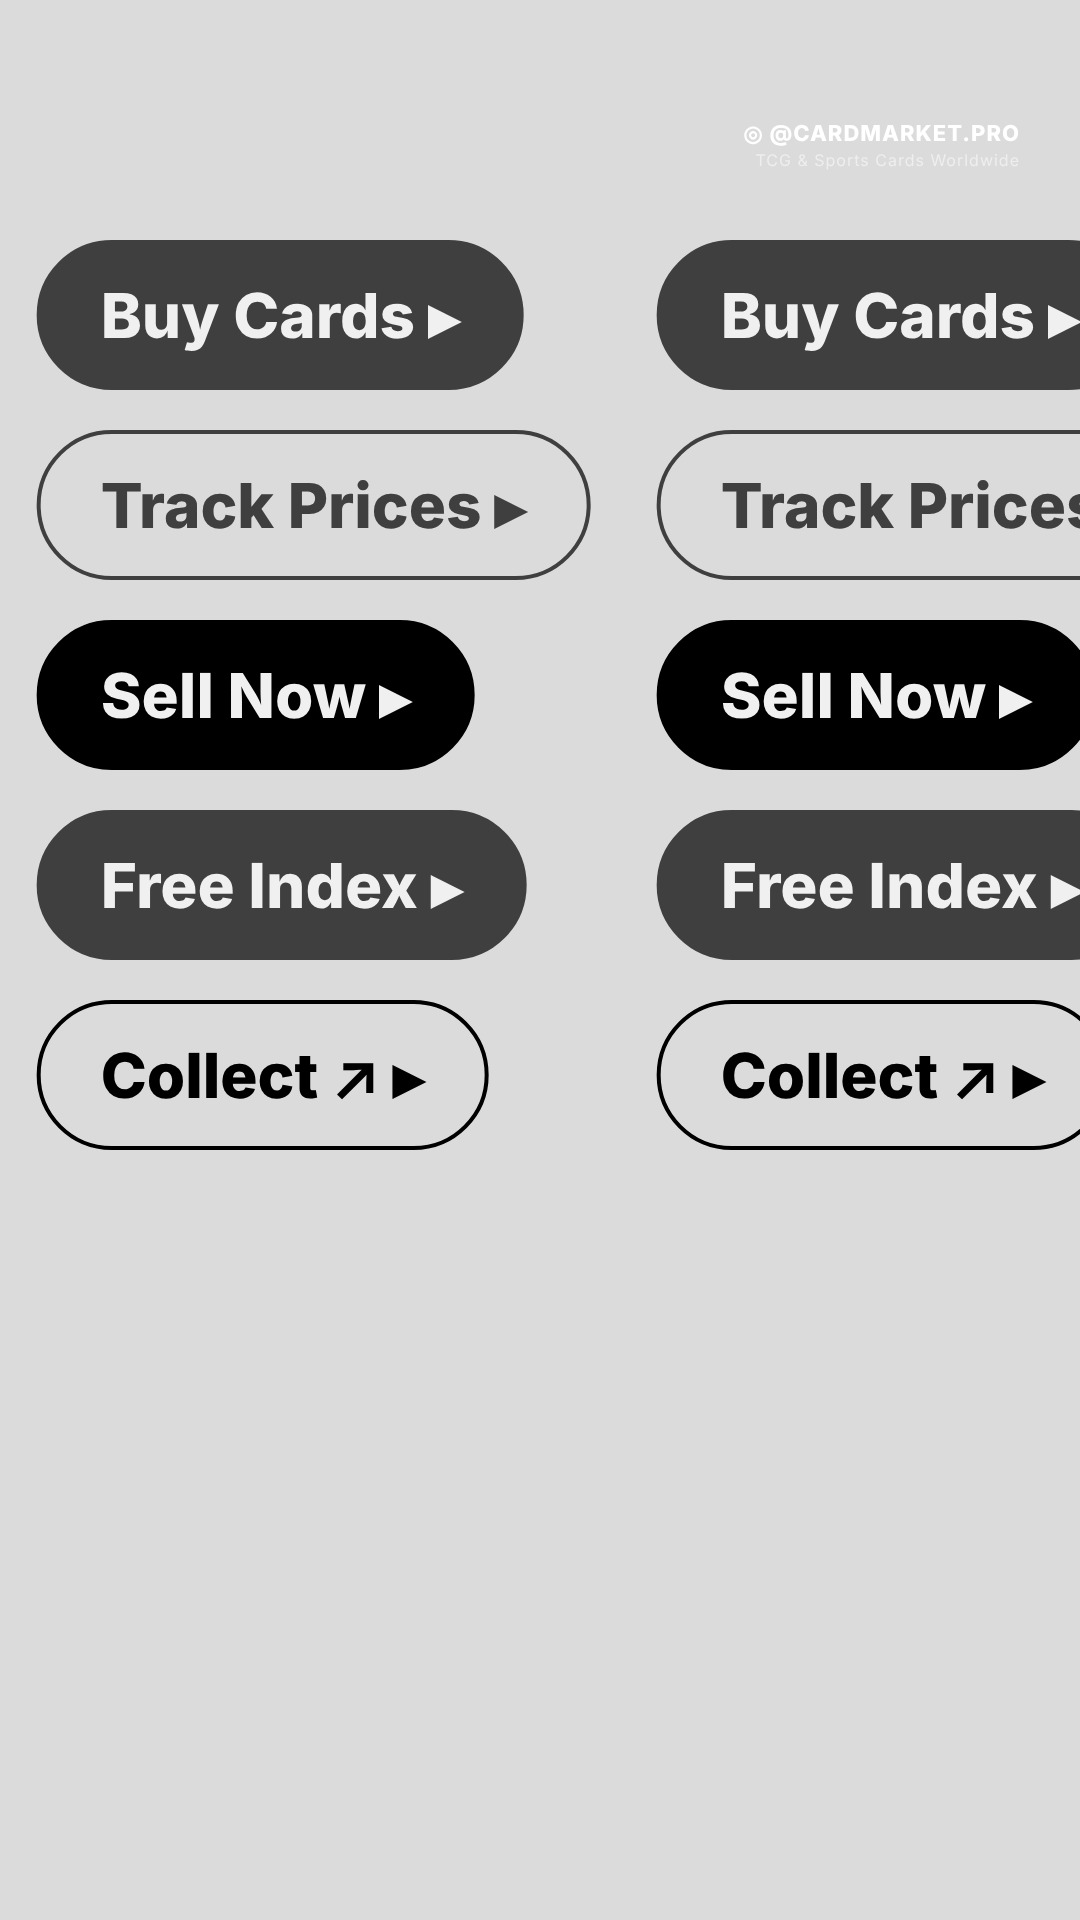 ◎ @CARDMARKET.PRO
TCG & Sports Cards Worldwide
Buy Cards ▶ Buy Cards ▶
Track Prices ▶ Track Prices
Sell Now ▶ Sell Now ▶
Free Index ▶ Free Index ▶
Collect ↗ ▶ Collect ↗ ▶